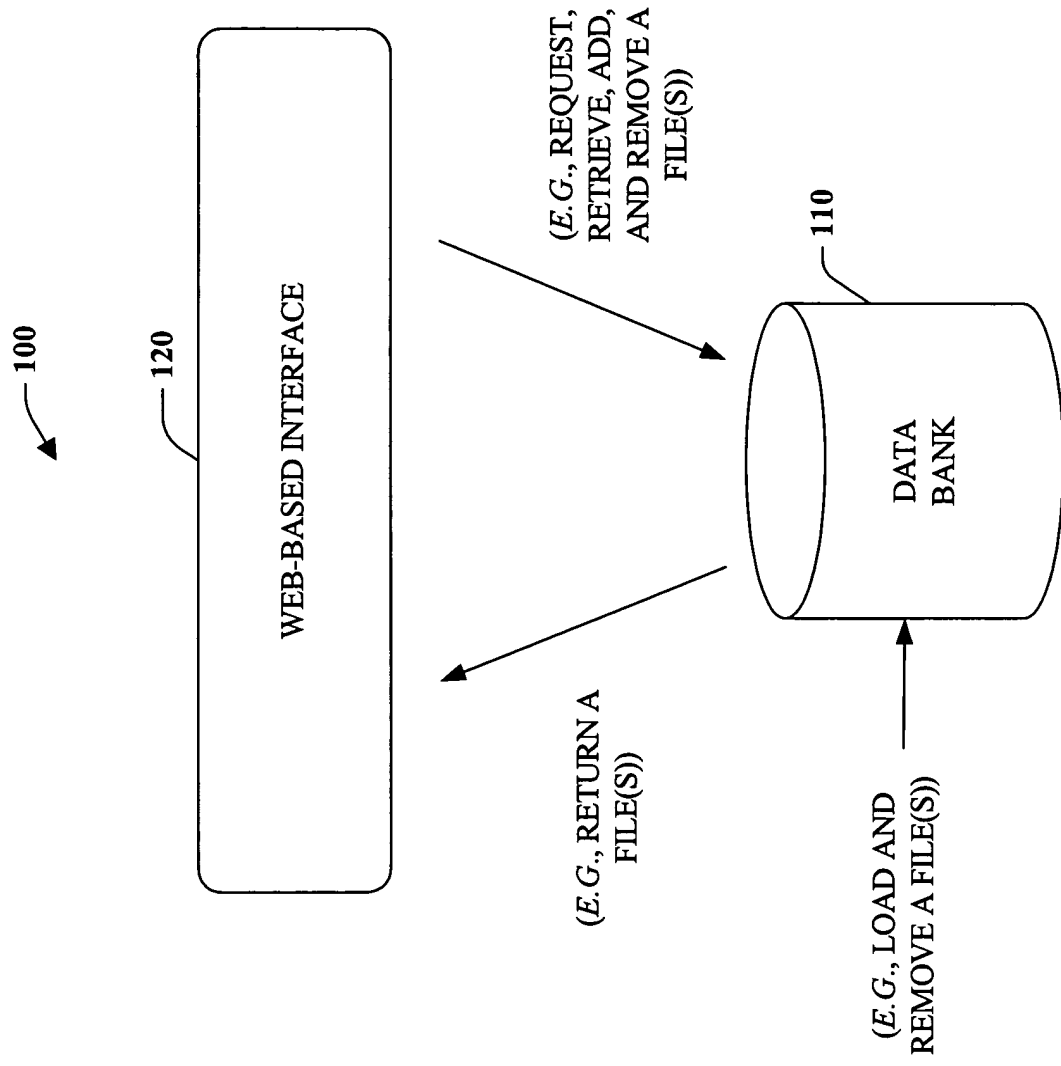 100
120
WEB-BASED INTERFACE
(E.G., RETURN A
FILE(S))
(E.G., REQUEST,
RETRIEVE, ADD,
AND REMOVE A
FILE(S))
110
(E.G., LOAD AND
REMOVE A FILE(S))
DATA
BANK